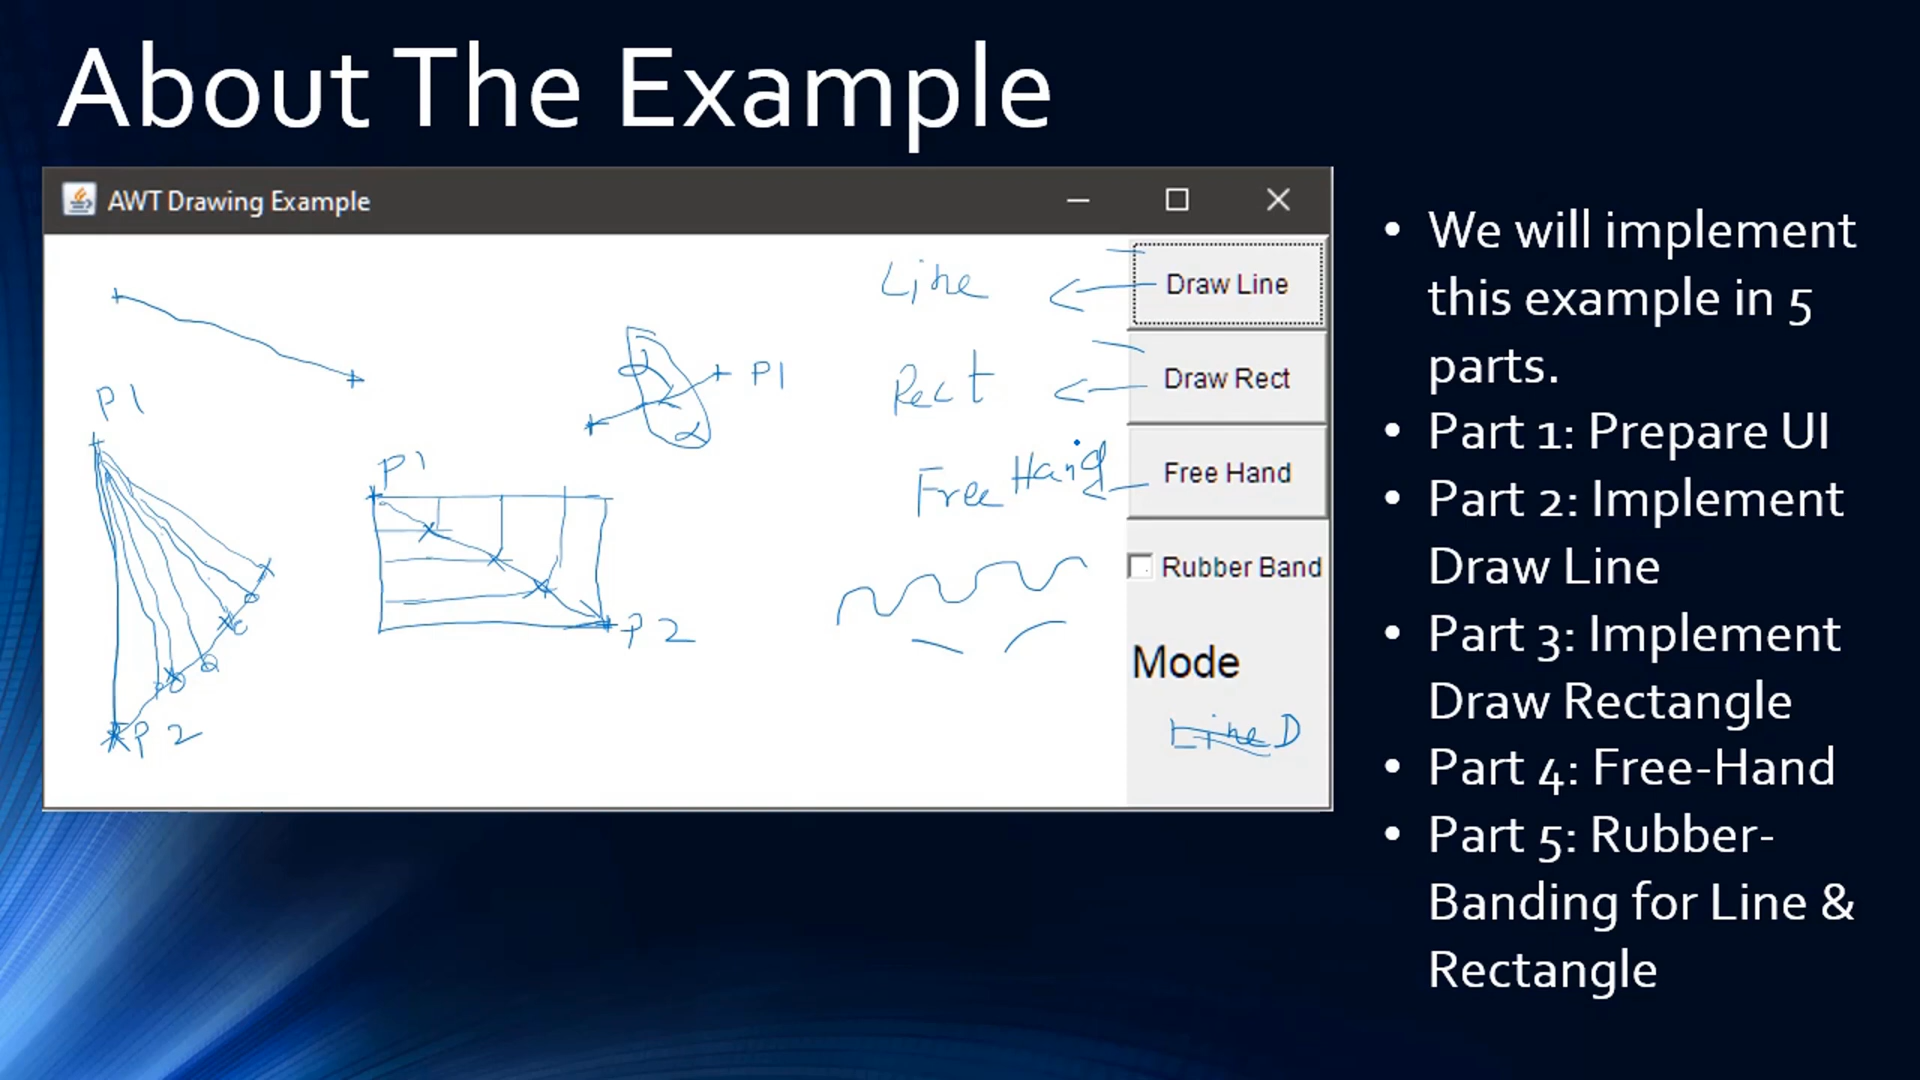 About The Example
AWT Drawing Example
Line
Draw Line
P1
Rect
Draw Rect
P1
P1
Free Hand
Free Hand
Rubber Band
P2
Mode
P2
Line D
• We will implement
this example in 5
parts.
• Part 1: Prepare UI
• Part 2: Implement
Draw Line
• Part 3: Implement
Draw Rectangle
• Part 4: Free-Hand
• Part 5: Rubber-
Banding for Line &
Rectangle